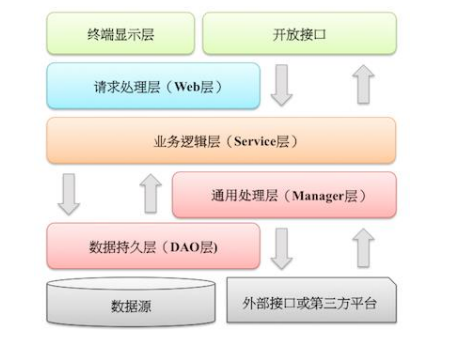 终端显示层
开放接口
请求处理层（Web层）
业务逻辑层（Service层）
通用处理层（Manager层）
数据持久层（DAO层)
数据源
外部接口或第三方平台